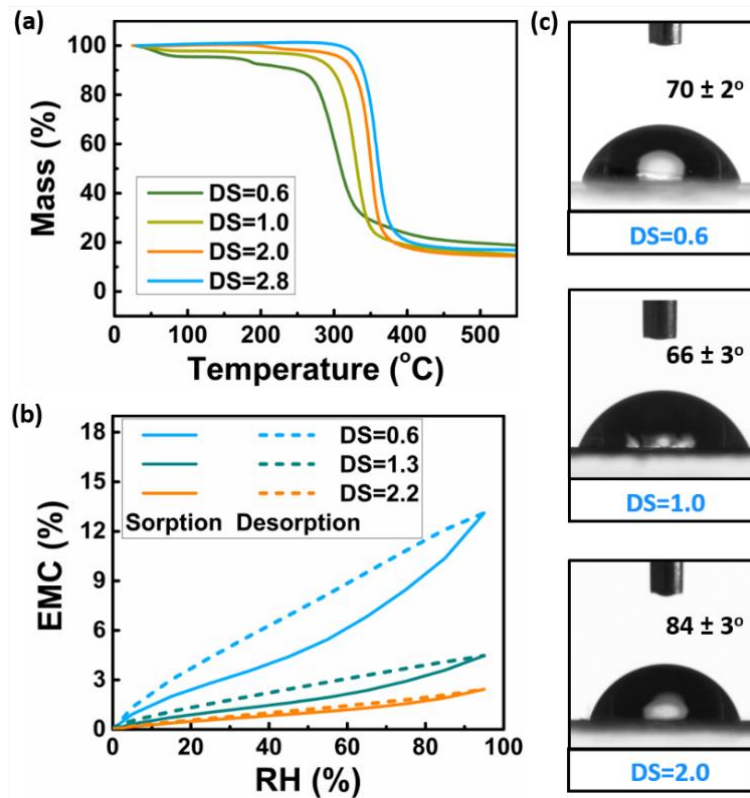 (a)
100
80
60
40
20
0
Mass (%)
DS=0.6
DS=1.0
DS=2.0
DS=2.8
0 100 200 300 400 500
Temperature (°C)
(b)
18
15
12
9
6
3
0
EMC (%)
DS=0.6
DS=1.3
DS=2.2
Sorption Desorption
0 20 40 60 80 100
RH (%)
(c)
70 ± 2°
DS=0.6
66 ± 3°
DS=1.0
84 ± 3°
DS=2.0